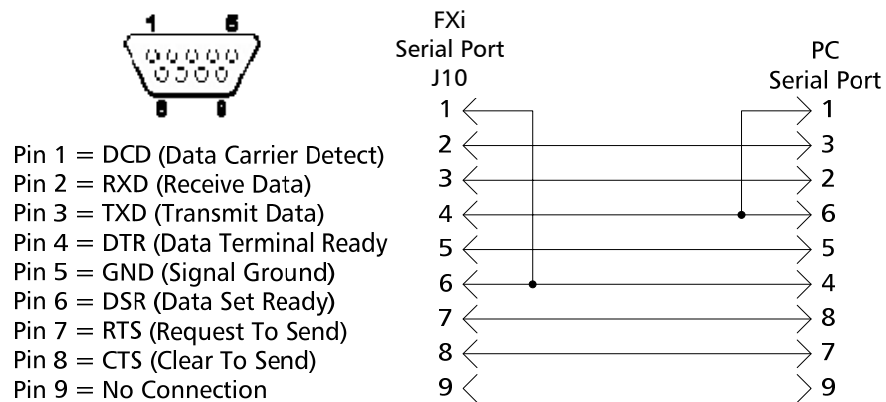 1 5
6 9
Pin 1 = DCD (Data Carrier Detect)
Pin 2 = RXD (Receive Data)
Pin 3 = TXD (Transmit Data)
Pin 4 = DTR (Data Terminal Ready
Pin 5 = GND (Signal Ground)
Pin 6 = DSR (Data Set Ready)
Pin 7 = RTS (Request To Send)
Pin 8 = CTS (Clear To Send)
Pin 9 = No Connection
FXi
Serial Port
J10
PC
Serial Port
1 1
2 3
3 2
4 6
5 5
6 4
7 8
8 7
9 9